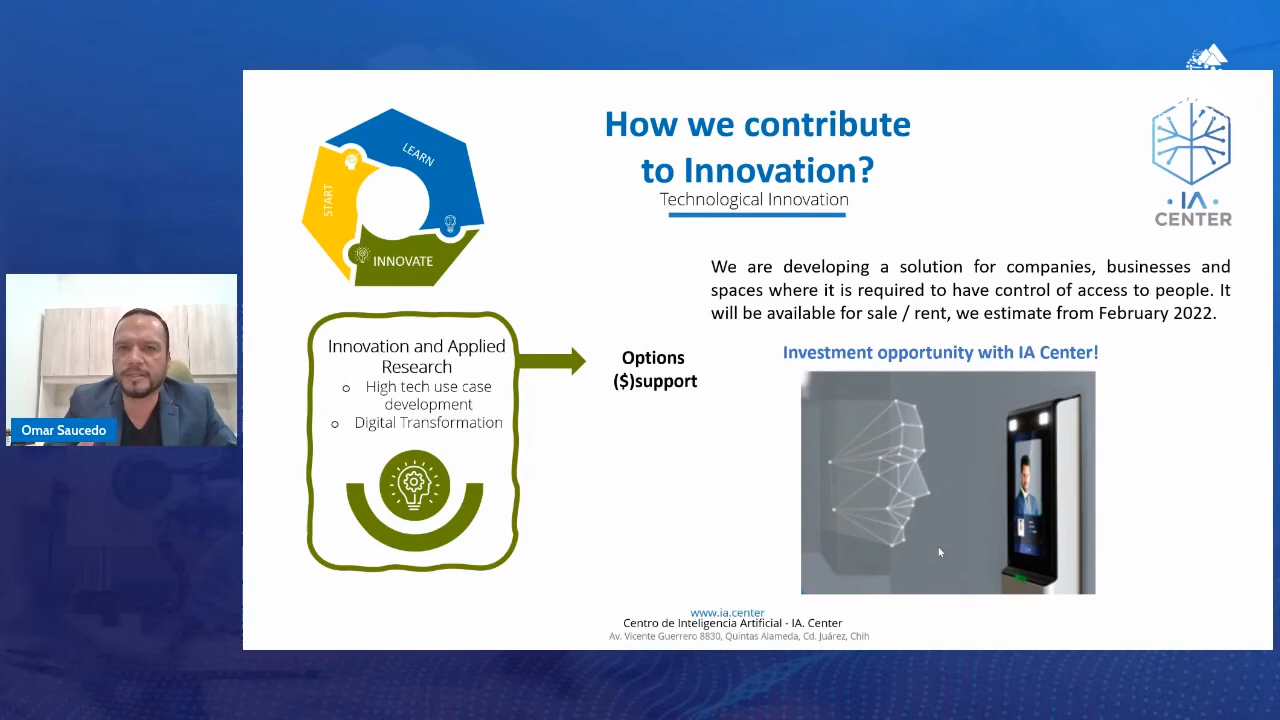 How we contribute
to Innovation?
Technological Innovation
LEARN
START
INNOVATE
IA
CENTER
We are developing a solution for companies, businesses and
spaces where it is required to have control of access to people. It
will be available for sale / rent, we estimate from February 2022.
Innovation and Applied
Research
o High tech use case
development
o Digital Transformation
Options
($)support
Investment opportunity with IA Center!
Omar Saucedo
www.ia.center
Centro de Inteligencia Artificial - IA. Center
Av. Vicente Guerrero 8830, Quintas Alameda, Cd. Juárez, Chih